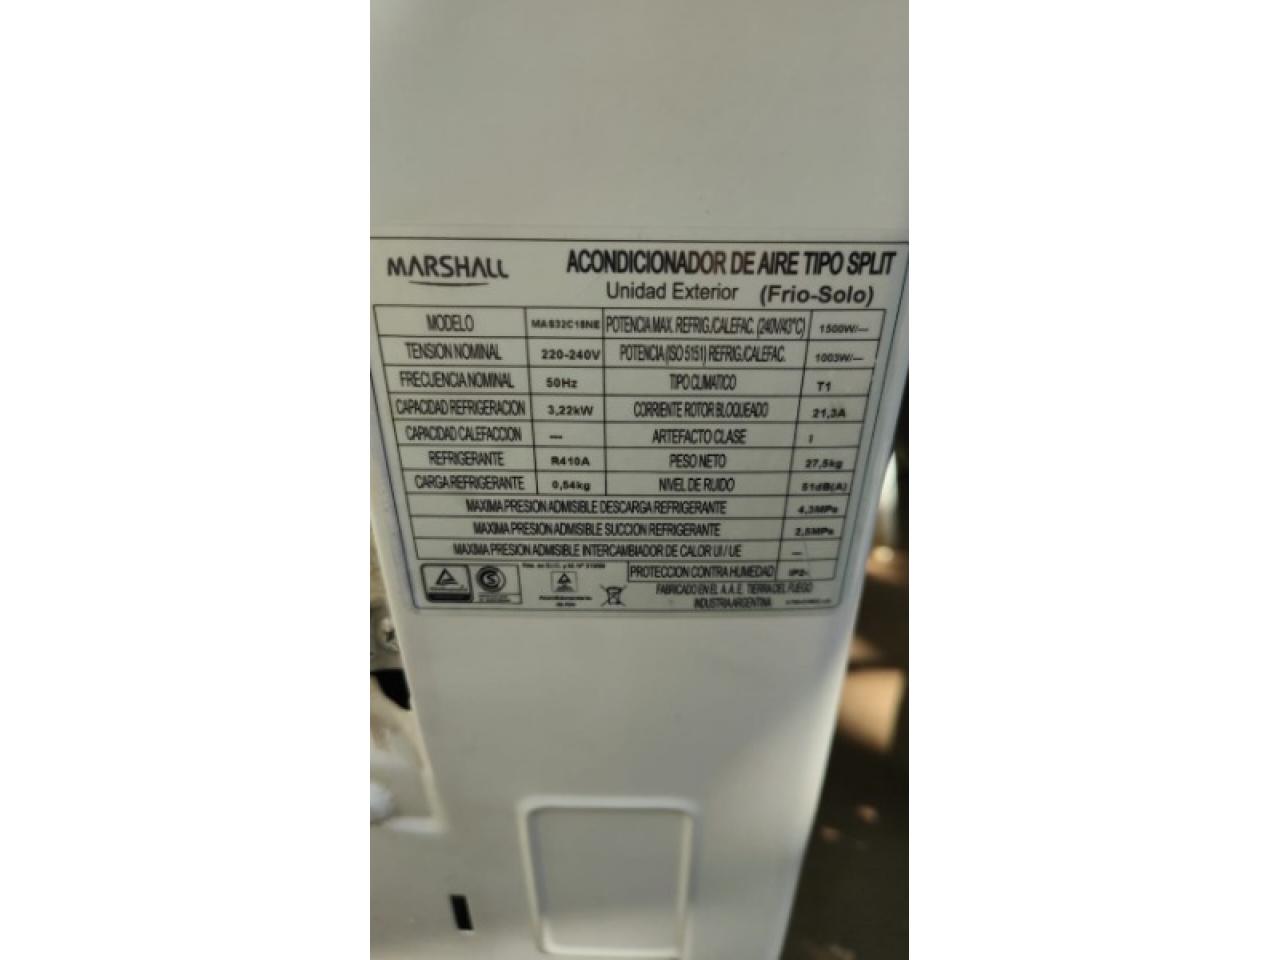 MARSHALL
ACONDICIONADOR DE AIRE TIPO SPLIT
Unidad Exterior (Frio-Solo)
MODELO MAS32C18NE POTENCIA MAX. REFRIG./CALEFAC. (240V/43°C) 1500W/---
TENSION NOMINAL 220-240V POTENCIA (ISO 5151) REFRIG./CALEFAC. 1003W/---
FRECUENCIA NOMINAL 50Hz TIPO CLIMATICO T1
CAPACIDAD REFRIGERACION 3,22kW CORRIENTE ROTOR BLOQUEADO 21,3A
CAPACIDAD CALEFACCION --- ARTEFACTO CLASE I
REFRIGERANTE R410A PESO NETO 27,5kg
CARGA REFRIGERANTE 0,54kg NIVEL DE RUIDO 51dB(A)
MAXIMA PRESION ADMISIBLE DESCARGA REFRIGERANTE 4,3MPa
MAXIMA PRESION ADMISIBLE SUCCION REFRIGERANTE 2,5MPa
MAXIMA PRESION ADMISIBLE INTERCAMBIADOR DE CALOR UI / UE ---
PROTECCION CONTRA HUMEDAD
FABRICADO EN EL A. A. E. TIERRA DEL FUEGO
INDUSTRIA ARGENTINA